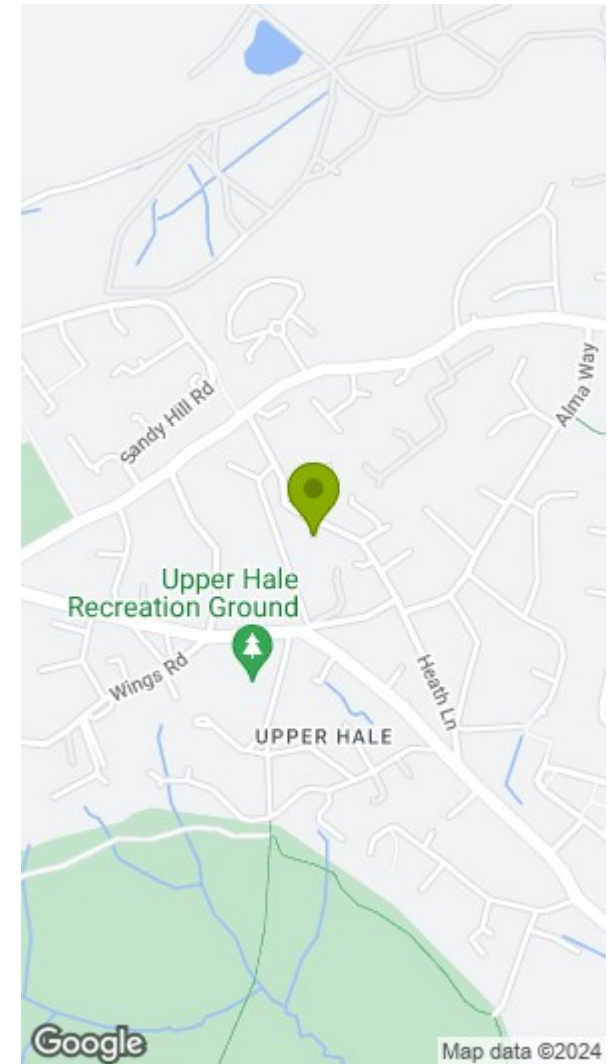 Sandy Hill Rd
Alma Way
Upper Hale
Recreation Ground
Wings Rd
Heath Ln
UPPER HALE
Google
Map data ©2024